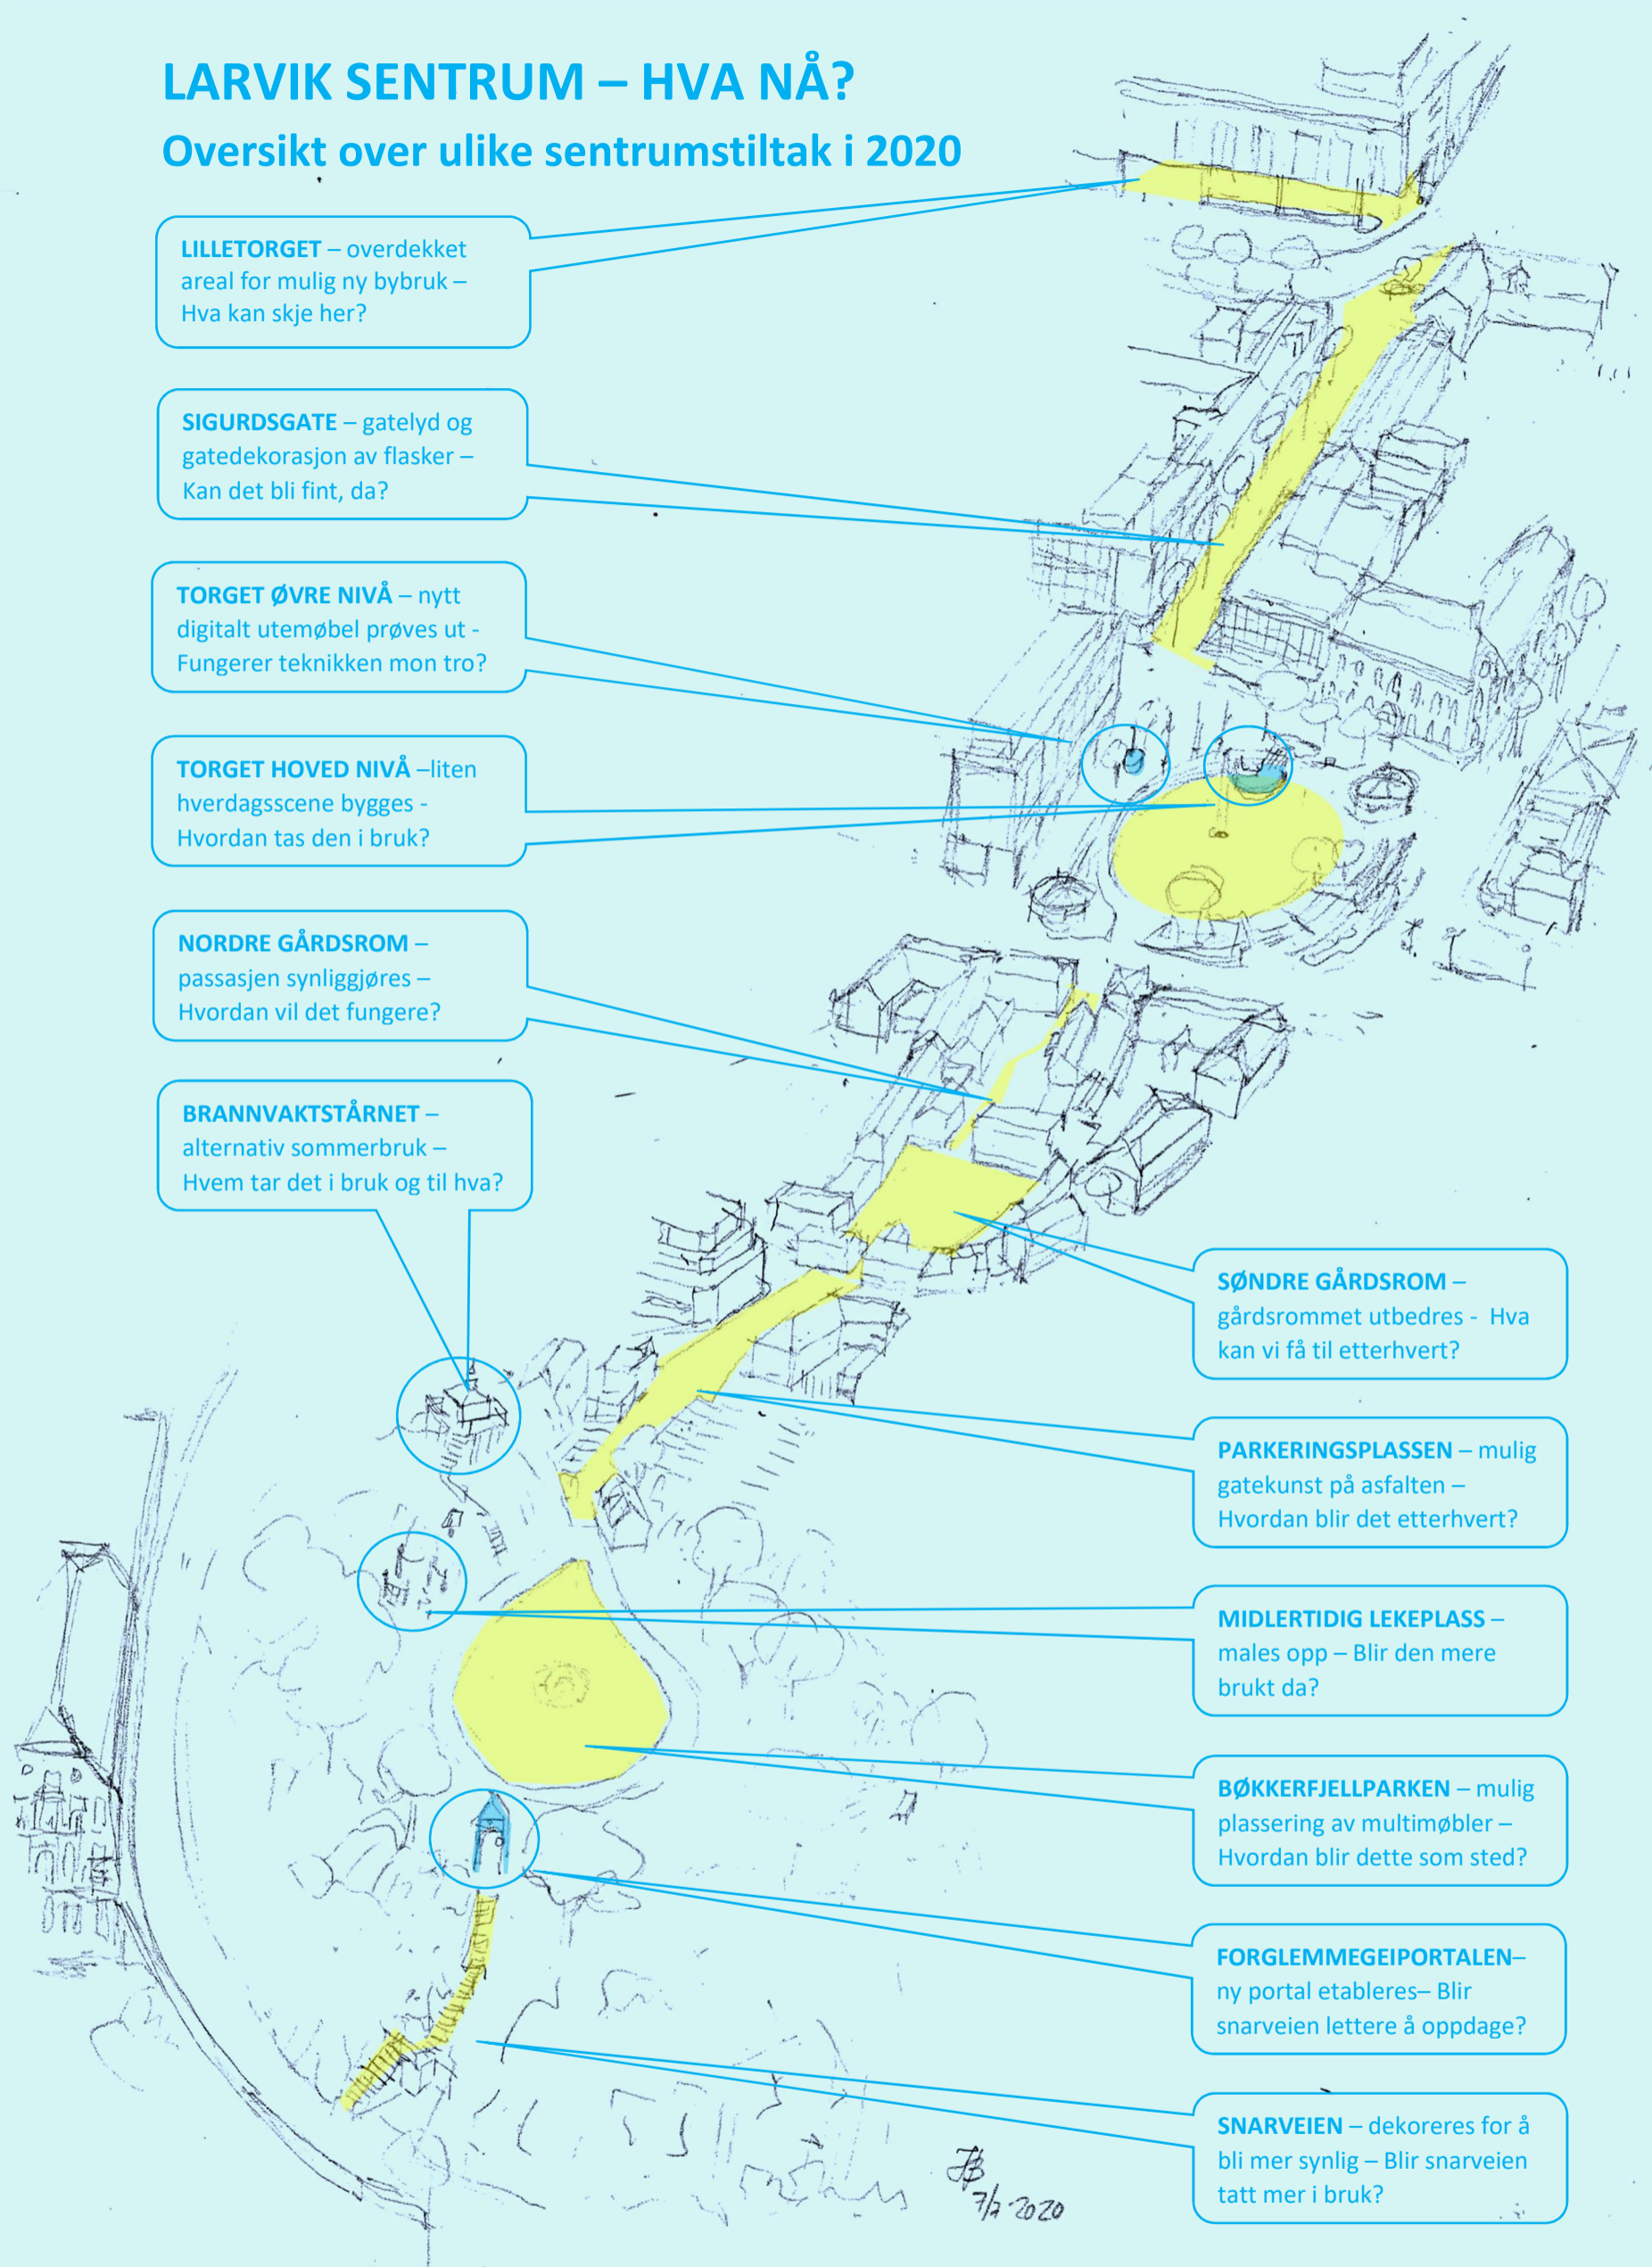 LARVIK SENTRUM – HVA NÅ?
Oversikt over ulike sentrumstiltak i 2020
LILLETORGET – overdekket
areal for mulig ny bybruk –
Hva kan skje her?
SIGURDSGATE – gatelyd og
gatedekorasjon av flasker –
Kan det bli fint, da?
TORGET ØVRE NIVÅ – nytt
digitalt utemøbel prøves ut -
Fungerer teknikken mon tro?
TORGET HOVED NIVÅ –liten
hverdagsscene bygges -
Hvordan tas den i bruk?
NORDRE GÅRDSROM –
passasjen synliggjøres –
Hvordan vil det fungere?
BRANNVAKTSTÅRNET –
alternativ sommerbruk –
Hvem tar det i bruk og til hva?
SØNDRE GÅRDSROM –
gårdsrommet utbedres -  Hva
kan vi få til etterhvert?
PARKERINGSPLASSEN – mulig
gatekunst på asfalten –
Hvordan blir det etterhvert?
MIDLERTIDIG LEKEPLASS –
males opp – Blir den mere
brukt da?
BØKKERFJELLPARKEN – mulig
plassering av multimøbler –
Hvordan blir dette som sted?
FORGLEMMEGEIPORTALEN–
ny portal etableres– Blir
snarveien lettere å oppdage?
SNARVEIEN – dekoreres for å
bli mer synlig – Blir snarveien
tatt mer i bruk?